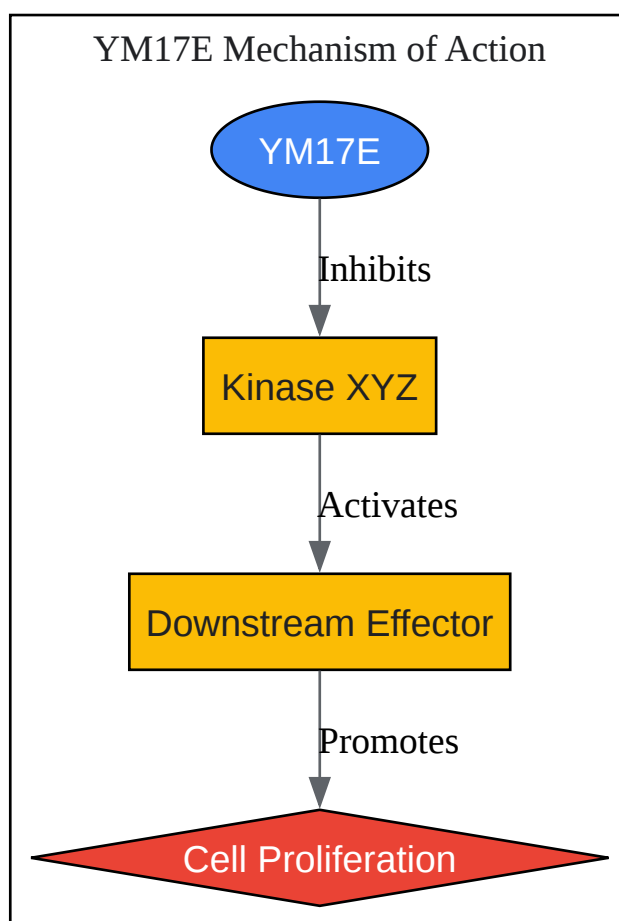 YM17E Mechanism of Action
YM17E
Inhibits
Kinase XYZ
Activates
Downstream Effector
Promotes
Cell Proliferation